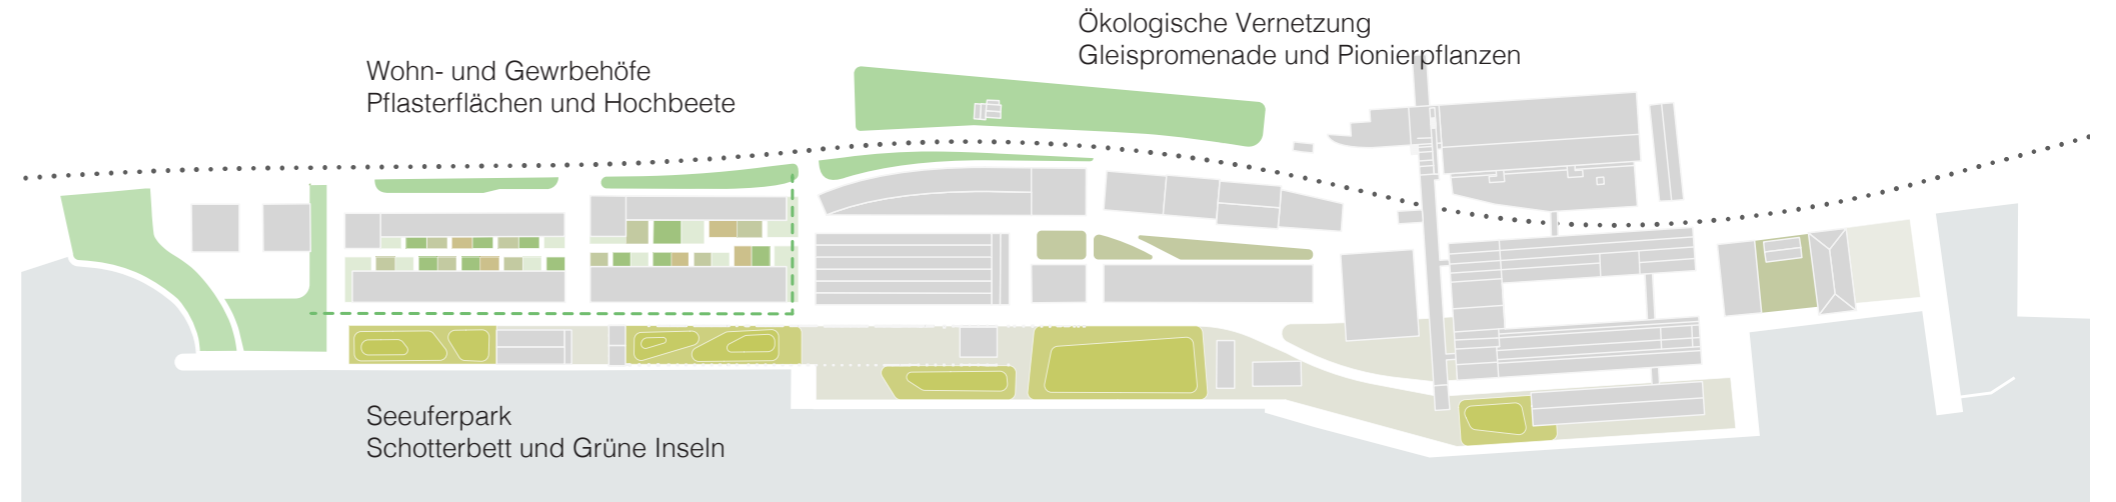 Ökologische Vernetzung
Gleispromenade und Pionierpflanzen
Wohn- und Gewrbehöfe
Pflasterflächen und Hochbeete
Seeuferpark
Schotterbett und Grüne Inseln